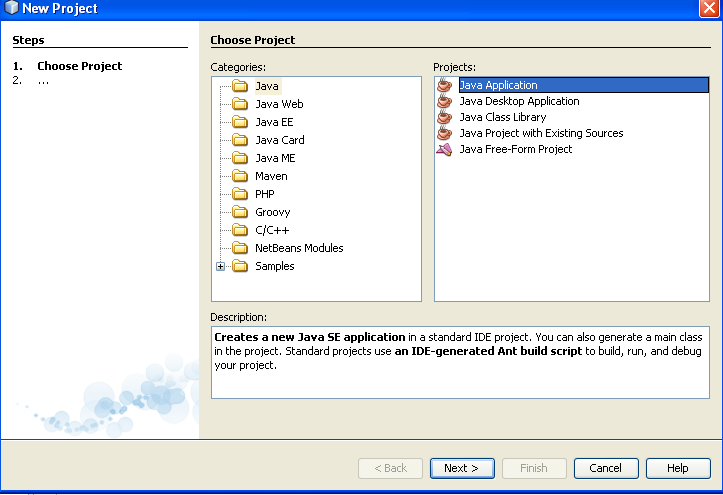 New Project
Steps
1. Choose Project
2. ...
Choose Project
Categories:
Java
Java Web
Java EE
Java Card
Java ME
Maven
PHP
Groovy
C/C++
NetBeans Modules
Samples
Projects:
Java Application
Java Desktop Application
Java Class Library
Java Project with Existing Sources
Java Free-Form Project
Description:
Creates a new Java SE application in a standard IDE project. You can also generate a main class
in the project. Standard projects use an IDE-generated Ant build script to build, run, and debug
your project.
< Back
Next >
Finish
Cancel
Help